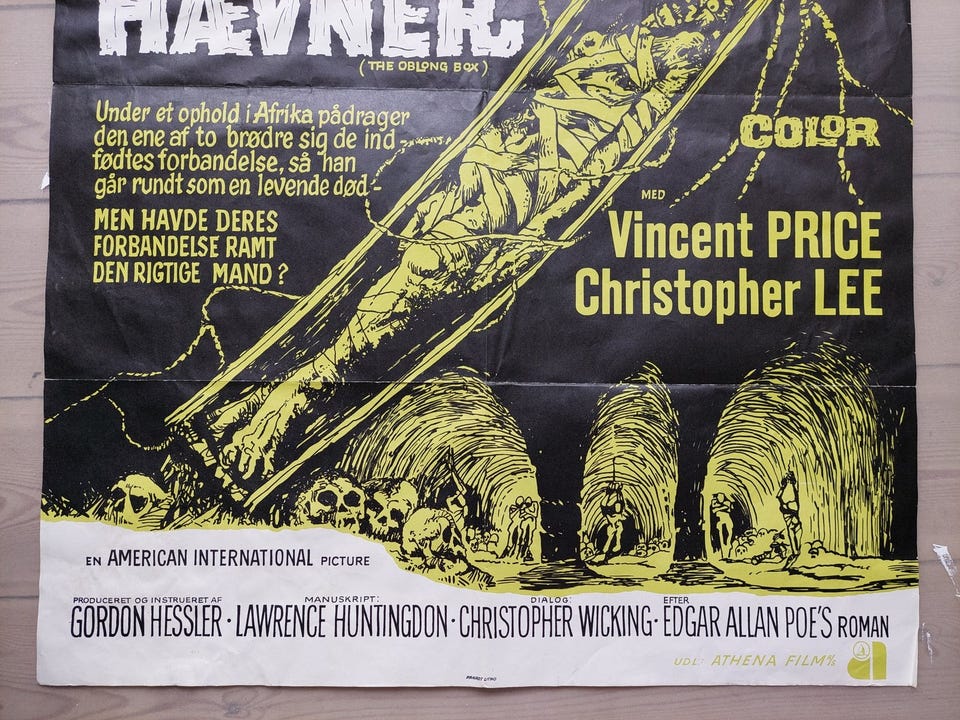 HÆVNER
(THE OBLONG BOX)
Under et ophold i Afrika pådrager
den ene af to brødre sig de ind-
fødtes forbandelse, så han
går rundt som en levende død -
MEN HAVDE DERES
FORBANDELSE RAMT
DEN RIGTIGE MAND?
COLOR
MED
Vincent PRICE
Christopher LEE
EN AMERICAN INTERNATIONAL PICTURE
PRODUCERET OG INSTRUERET AF
GORDON HESSLER · LAWRENCE HUNTINGDON · CHRISTOPHER WICKING · EDGAR ALLAN POE'S ROMAN
MANUSKRIPT:
DIALOG:
EFTER
UDL: ATHENA FILM A/S
a